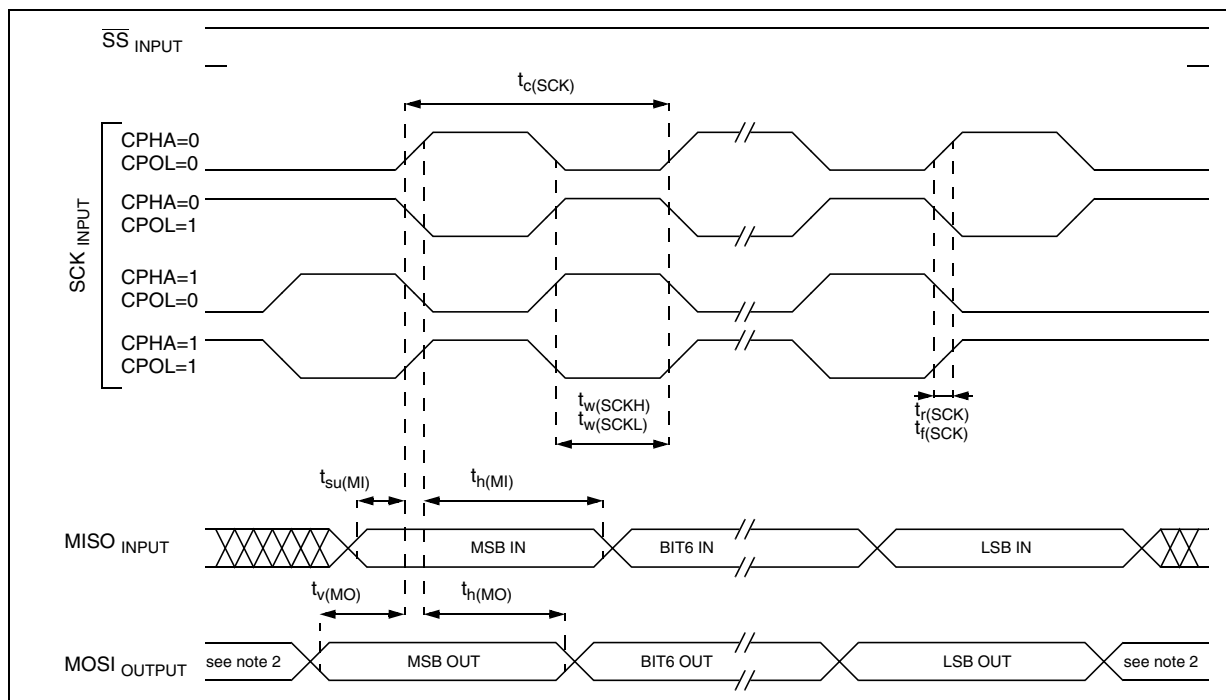 SS INPUT
tc(SCK)
SCK INPUT
CPHA=0
CPOL=0
CPHA=0
CPOL=1
CPHA=1
CPOL=0
CPHA=1
CPOL=1
tw(SCKH)
tw(SCKL)
tr(SCK)
tf(SCK)
tsu(MI)
th(MI)
MISO INPUT
MSB IN
BIT6 IN
LSB IN
tv(MO)
th(MO)
MOSI OUTPUT
see note 2
MSB OUT
BIT6 OUT
LSB OUT
see note 2